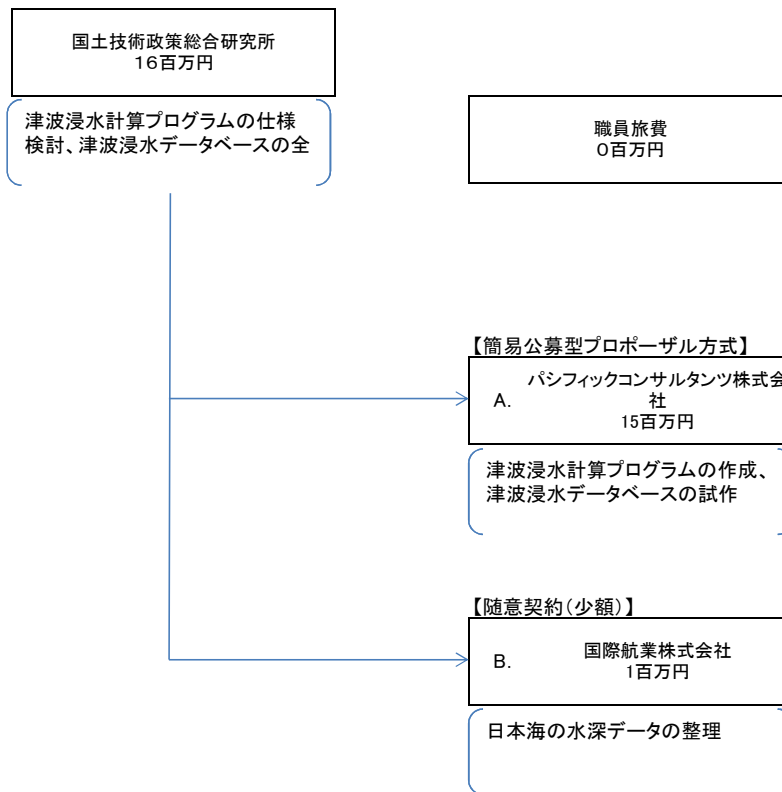 国土技術政策総合研究所
16百万円
津波浸水計算プログラムの仕様
検討、津波浸水データベースの全
職員旅費
0百万円
【簡易公募型プロポーザル方式】
A.
パシフィックコンサルタンツ株式会
社
15百万円
津波浸水計算プログラムの作成、
津波浸水データベースの試作
【随意契約(少額)】
B.
国際航業株式会社
1百万円
日本海の水深データの整理